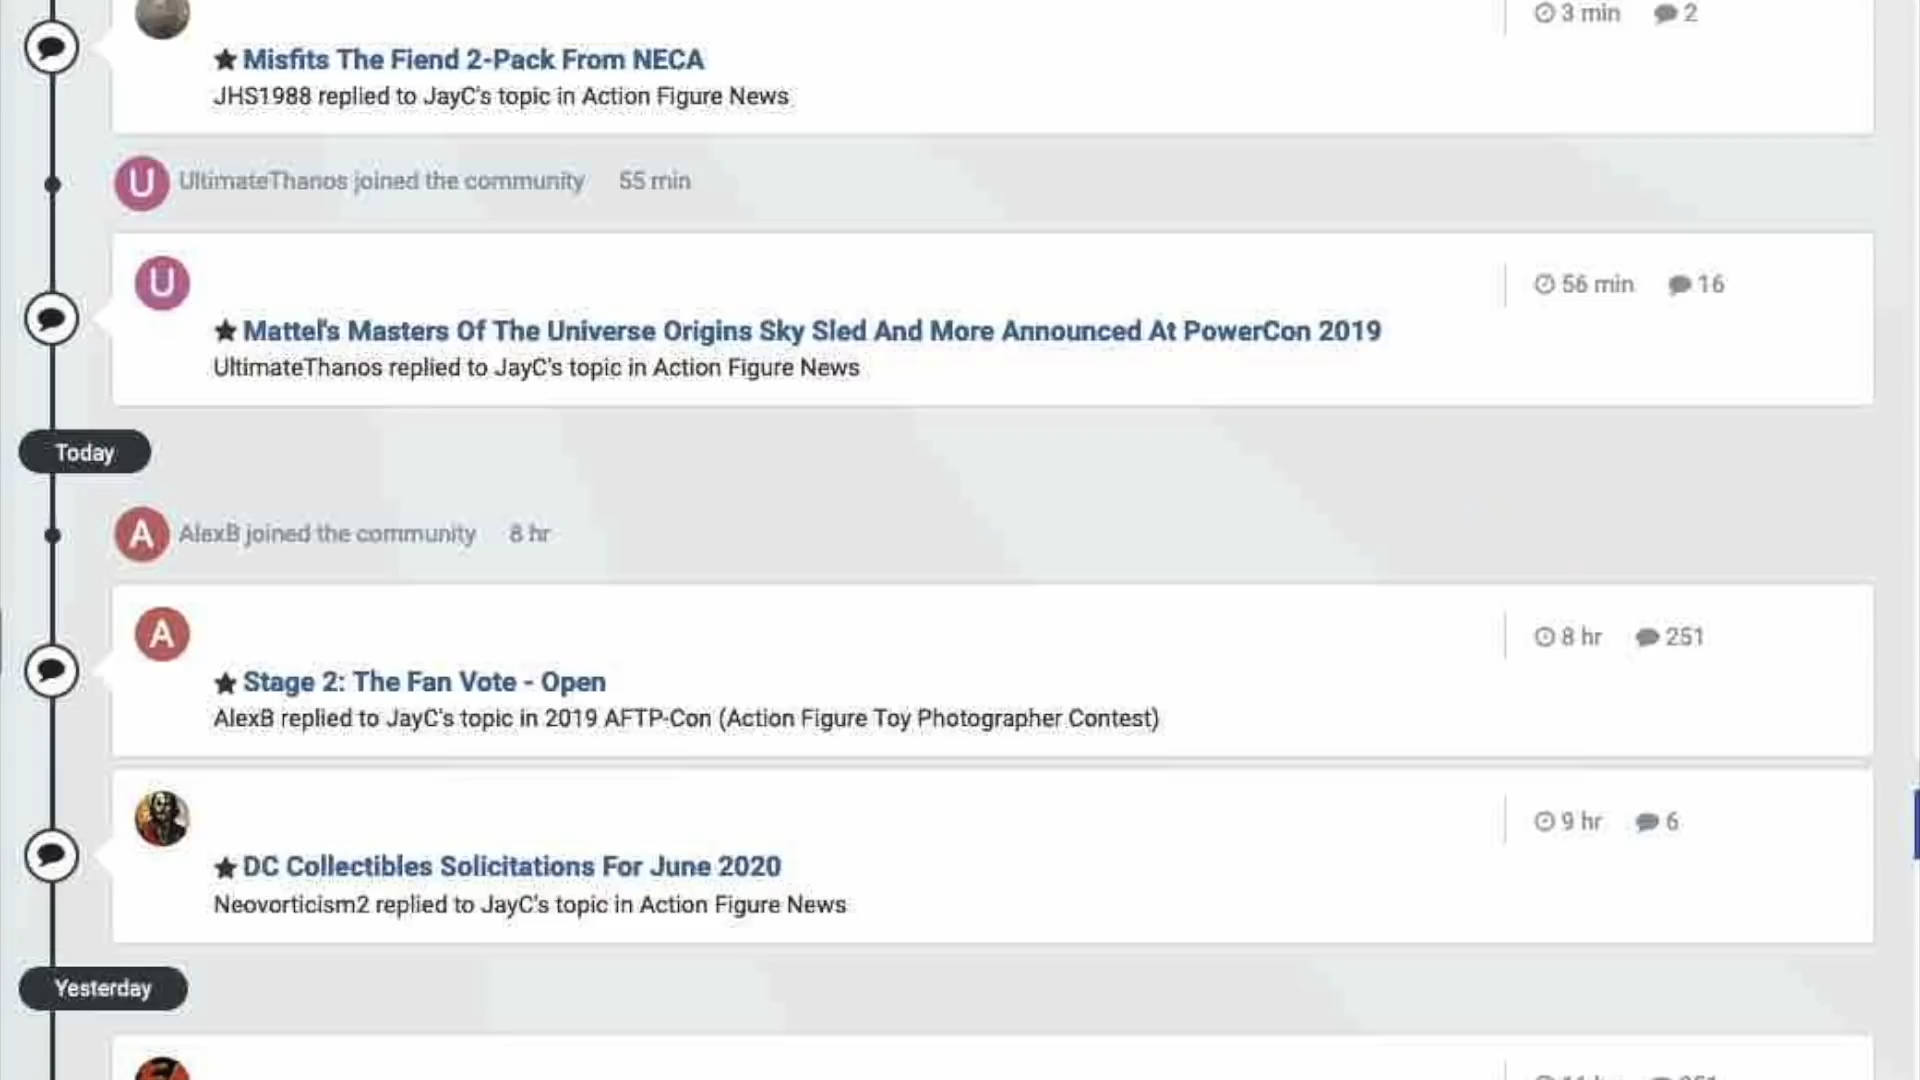 3 min 2
Misfits The Fiend 2-Pack From NECA
JHS1988 replied to JayC's topic in Action Figure News
U UltimateThanos joined the community 55 min
U
56 min 16
Mattel's Masters Of The Universe Origins Sky Sled And More Announced At PowerCon 2019
UltimateThanos replied to JayC's topic in Action Figure News
Today
A AlexB joined the community 8 hr
A
8 hr 251
Stage 2: The Fan Vote - Open
AlexB replied to JayC's topic in 2019 AFTP-Con (Action Figure Toy Photographer Contest)
9 hr 6
DC Collectibles Solicitations For June 2020
Neovorticism2 replied to JayC's topic in Action Figure News
Yesterday